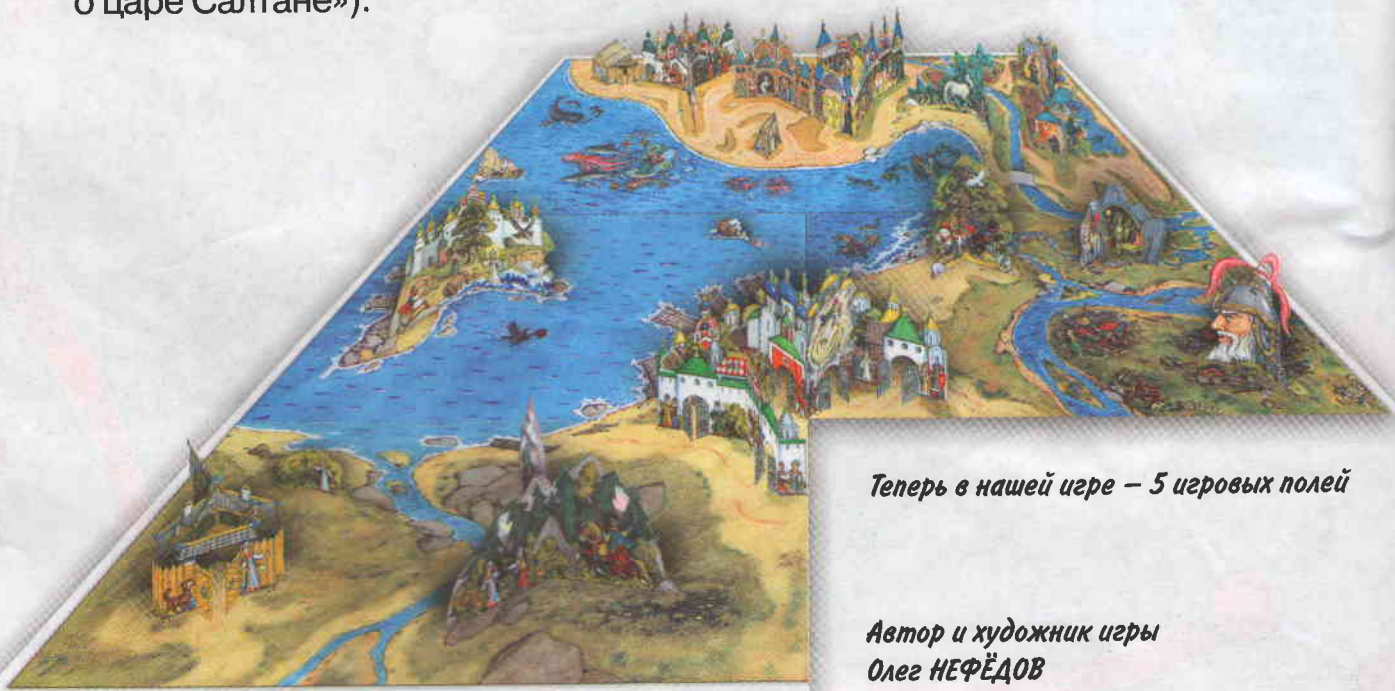 о царе Салтане»).
Теперь в нашей игре – 5 игровых полей
Автор и художник игры
Олег НЕФЁДОВ